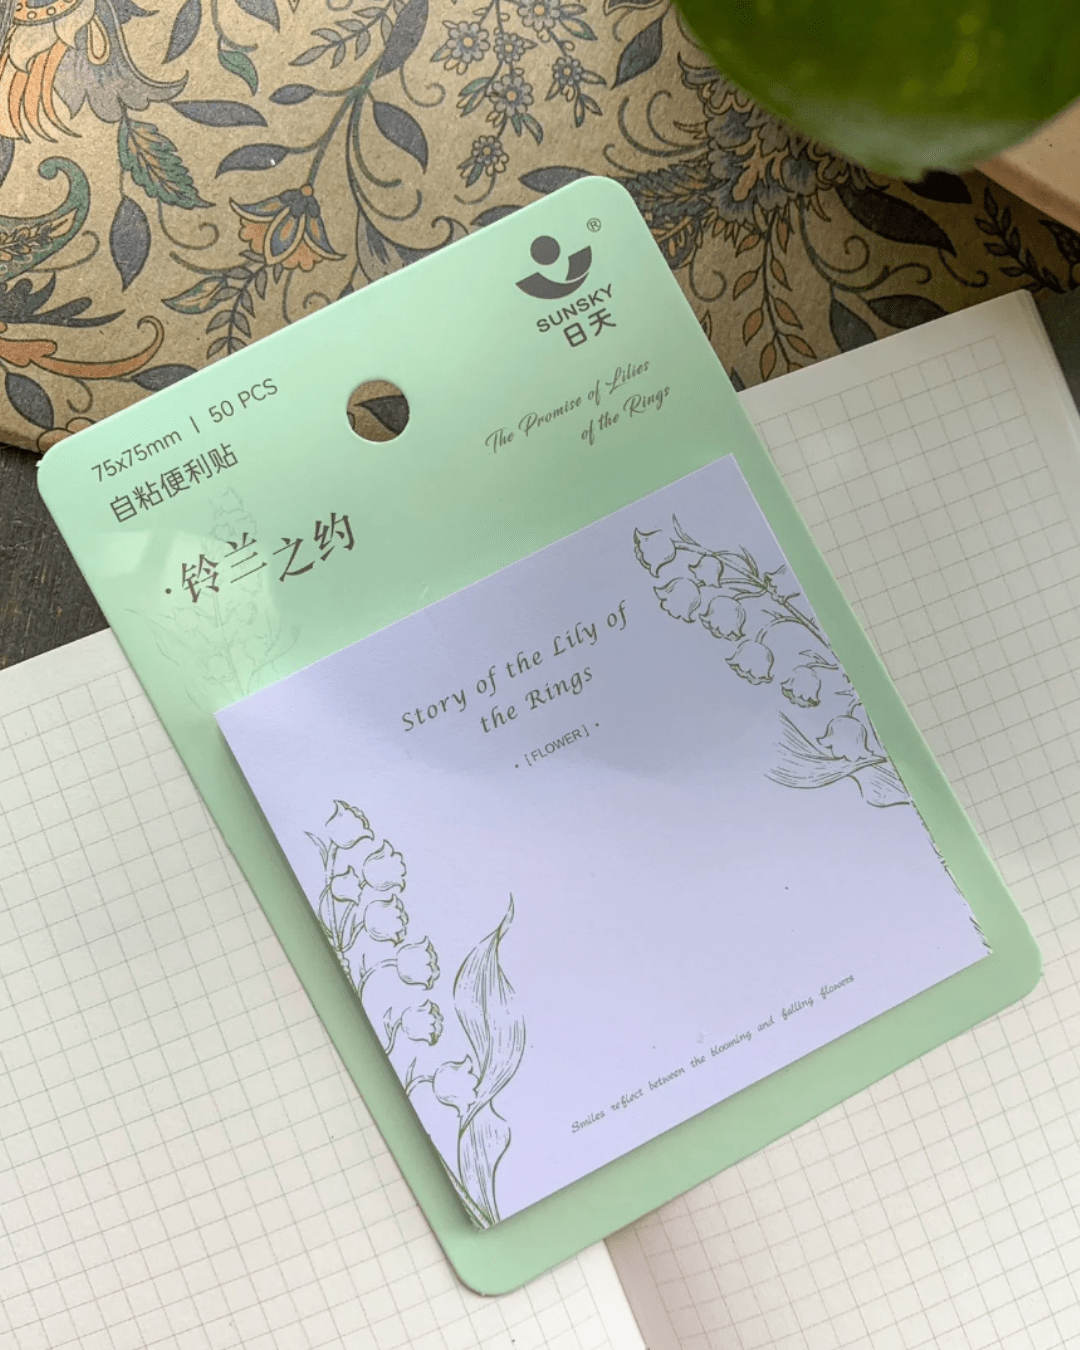 ®
SUNSKY
日天
The Promise of Lilies
of the Rings
75x75mm | 50 PCS
自粘便利贴
·铃兰之约
Story of the Lily of
the Rings
• [FLOWER] •
Smiles reflect between the blooming and falling flowers